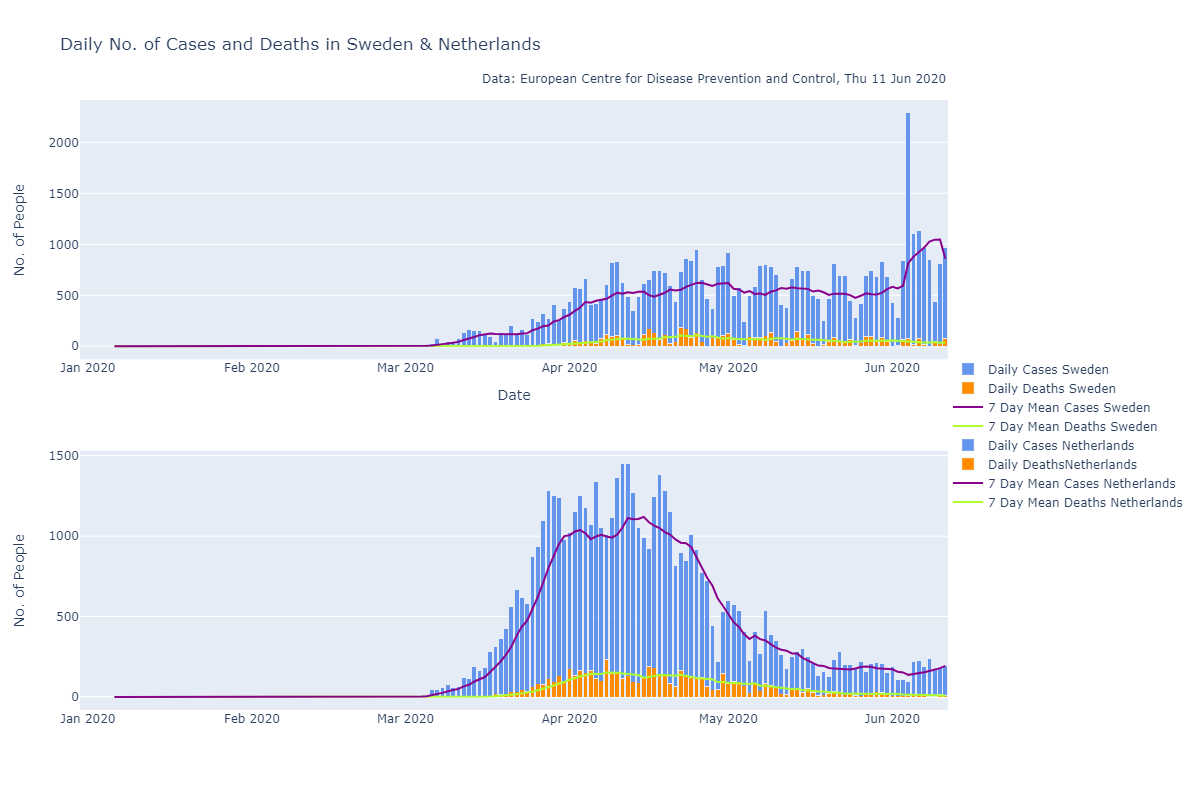 Daily No. of Cases and Deaths in Sweden & Netherlands
Data: European Centre for Disease Prevention and Control, Thu 11 Jun 2020
No. of People
2000
1500
1000
500
0
Jan 2020 Feb 2020 Mar 2020 Apr 2020 May 2020 Jun 2020
Date
Daily Cases Sweden
Daily Deaths Sweden
7 Day Mean Cases Sweden
7 Day Mean Deaths Sweden
Daily Cases Netherlands
Daily DeathsNetherlands
7 Day Mean Cases Netherlands
7 Day Mean Deaths Netherlands
No. of People
1500
1000
500
0
Jan 2020 Feb 2020 Mar 2020 Apr 2020 May 2020 Jun 2020